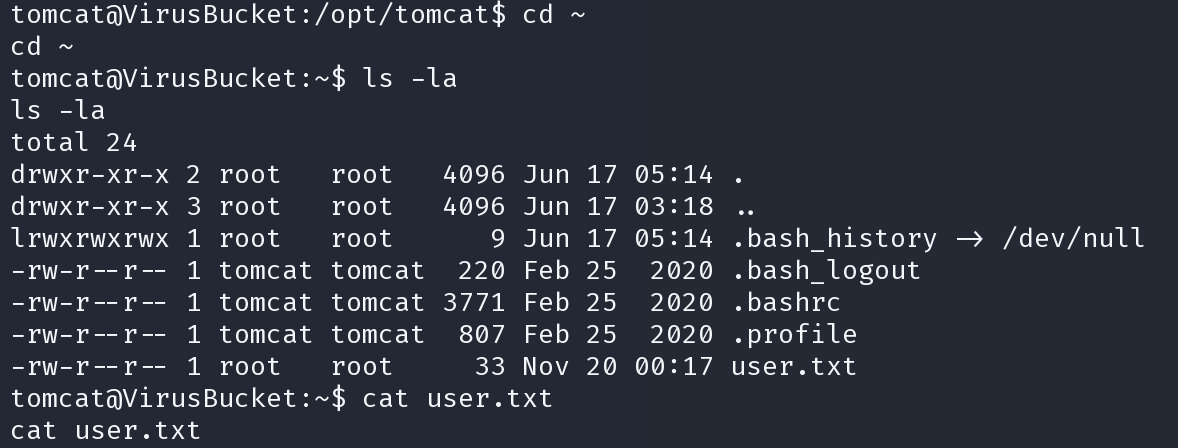 tomcat@VirusBucket:/opt/tomcat$ cd ~
cd ~
tomcat@VirusBucket:~$ ls -la
ls -la
total 24
drwxr-xr-x 2 root   root   4096 Jun 17 05:14 .
drwxr-xr-x 3 root   root   4096 Jun 17 03:18 ..
lrwxrwxrwx 1 root   root      9 Jun 17 05:14 .bash_history -> /dev/null
-rw-r--r-- 1 tomcat tomcat  220 Feb 25  2020 .bash_logout
-rw-r--r-- 1 tomcat tomcat 3771 Feb 25  2020 .bashrc
-rw-r--r-- 1 tomcat tomcat  807 Feb 25  2020 .profile
-rw-r--r-- 1 root   root     33 Nov 20 00:17 user.txt
tomcat@VirusBucket:~$ cat user.txt
cat user.txt